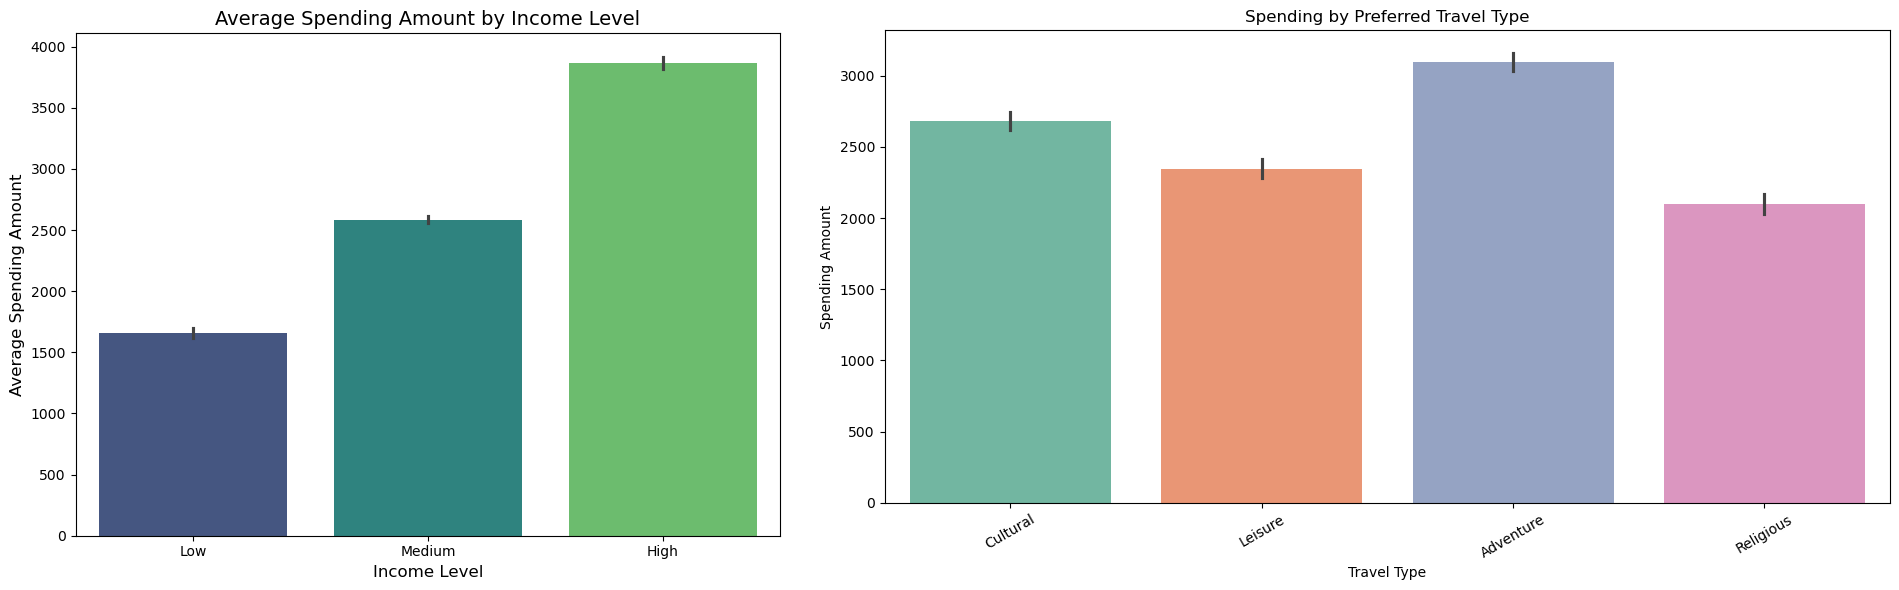 Average Spending Amount by Income Level
Average Spending Amount
4000
3500
3000
2500
2000
1500
1000
500
0
Low Medium High
Income Level
Spending by Preferred Travel Type
Spending Amount
3000
2500
2000
1500
1000
500
0
Cultural Leisure Adventure Religious
Travel Type